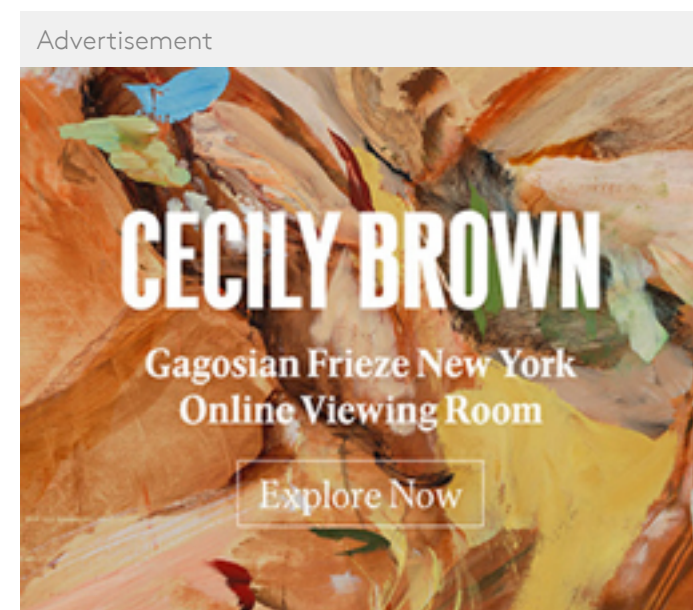 Advertisement
CECILY BROWN
Gagosian Frieze New York
Online Viewing Room
Explore Now